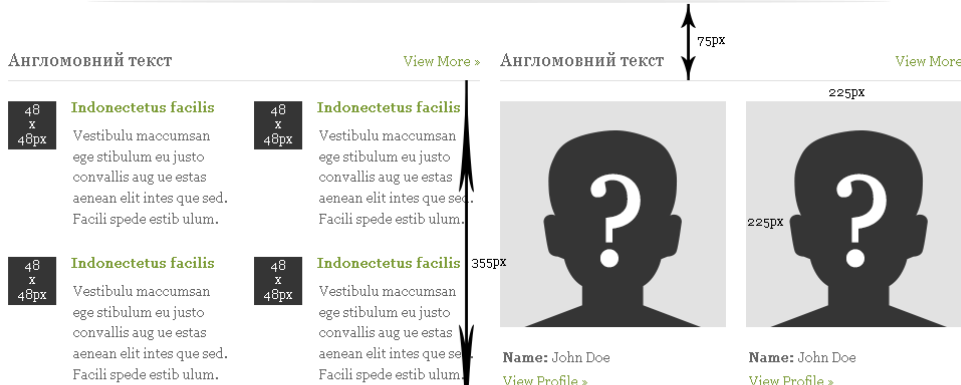 75px
Англомовний текст
View More »
Англомовний текст
View More
48
x
48px
Indonectetus facilis
Vestibulu maccumsan
ege stibulum eu justo
convallis aug ue estas
aenean elit intes que sed.
Facili spede estib ulum.
48
x
48px
Indonectetus facilis
Vestibulu maccumsan
ege stibulum eu justo
convallis aug ue estas
aenean elit intes que sed.
Facili spede estib ulum.
48
x
48px
Indonectetus facilis
Vestibulu maccumsan
ege stibulum eu justo
convallis aug ue estas
aenean elit intes que sed.
Facili spede estib ulum.
48
x
48px
Indonectetus facilis
Vestibulu maccumsan
ege stibulum eu justo
convallis aug ue estas
aenean elit intes que sed.
Facili spede estib ulum.
355px
225px
?
?
225px
Name: John Doe
View Profile »
Name: John Doe
View Profile »